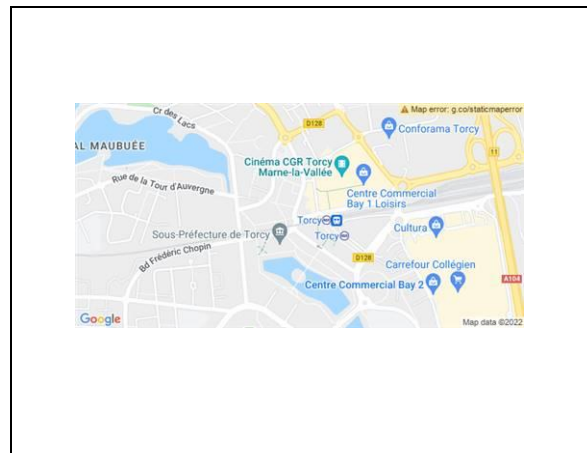 Map error: g.co/staticmaperror
Cr des Lacs
D128
Conforama Torcy
AL MAUBUÉE
11
Cinéma CGR Torcy
Marne-la-Vallée
Centre Commercial
Bay 1 Loisirs
Rue de la Tour d'Auvergne
Torcy
Cultura
Sous-Préfecture de Torcy
Torcy
Bd Frédéric Chopin
D128
Carrefour Collégien
A104
Centre Commercial Bay 2
Google
Map data ©2022